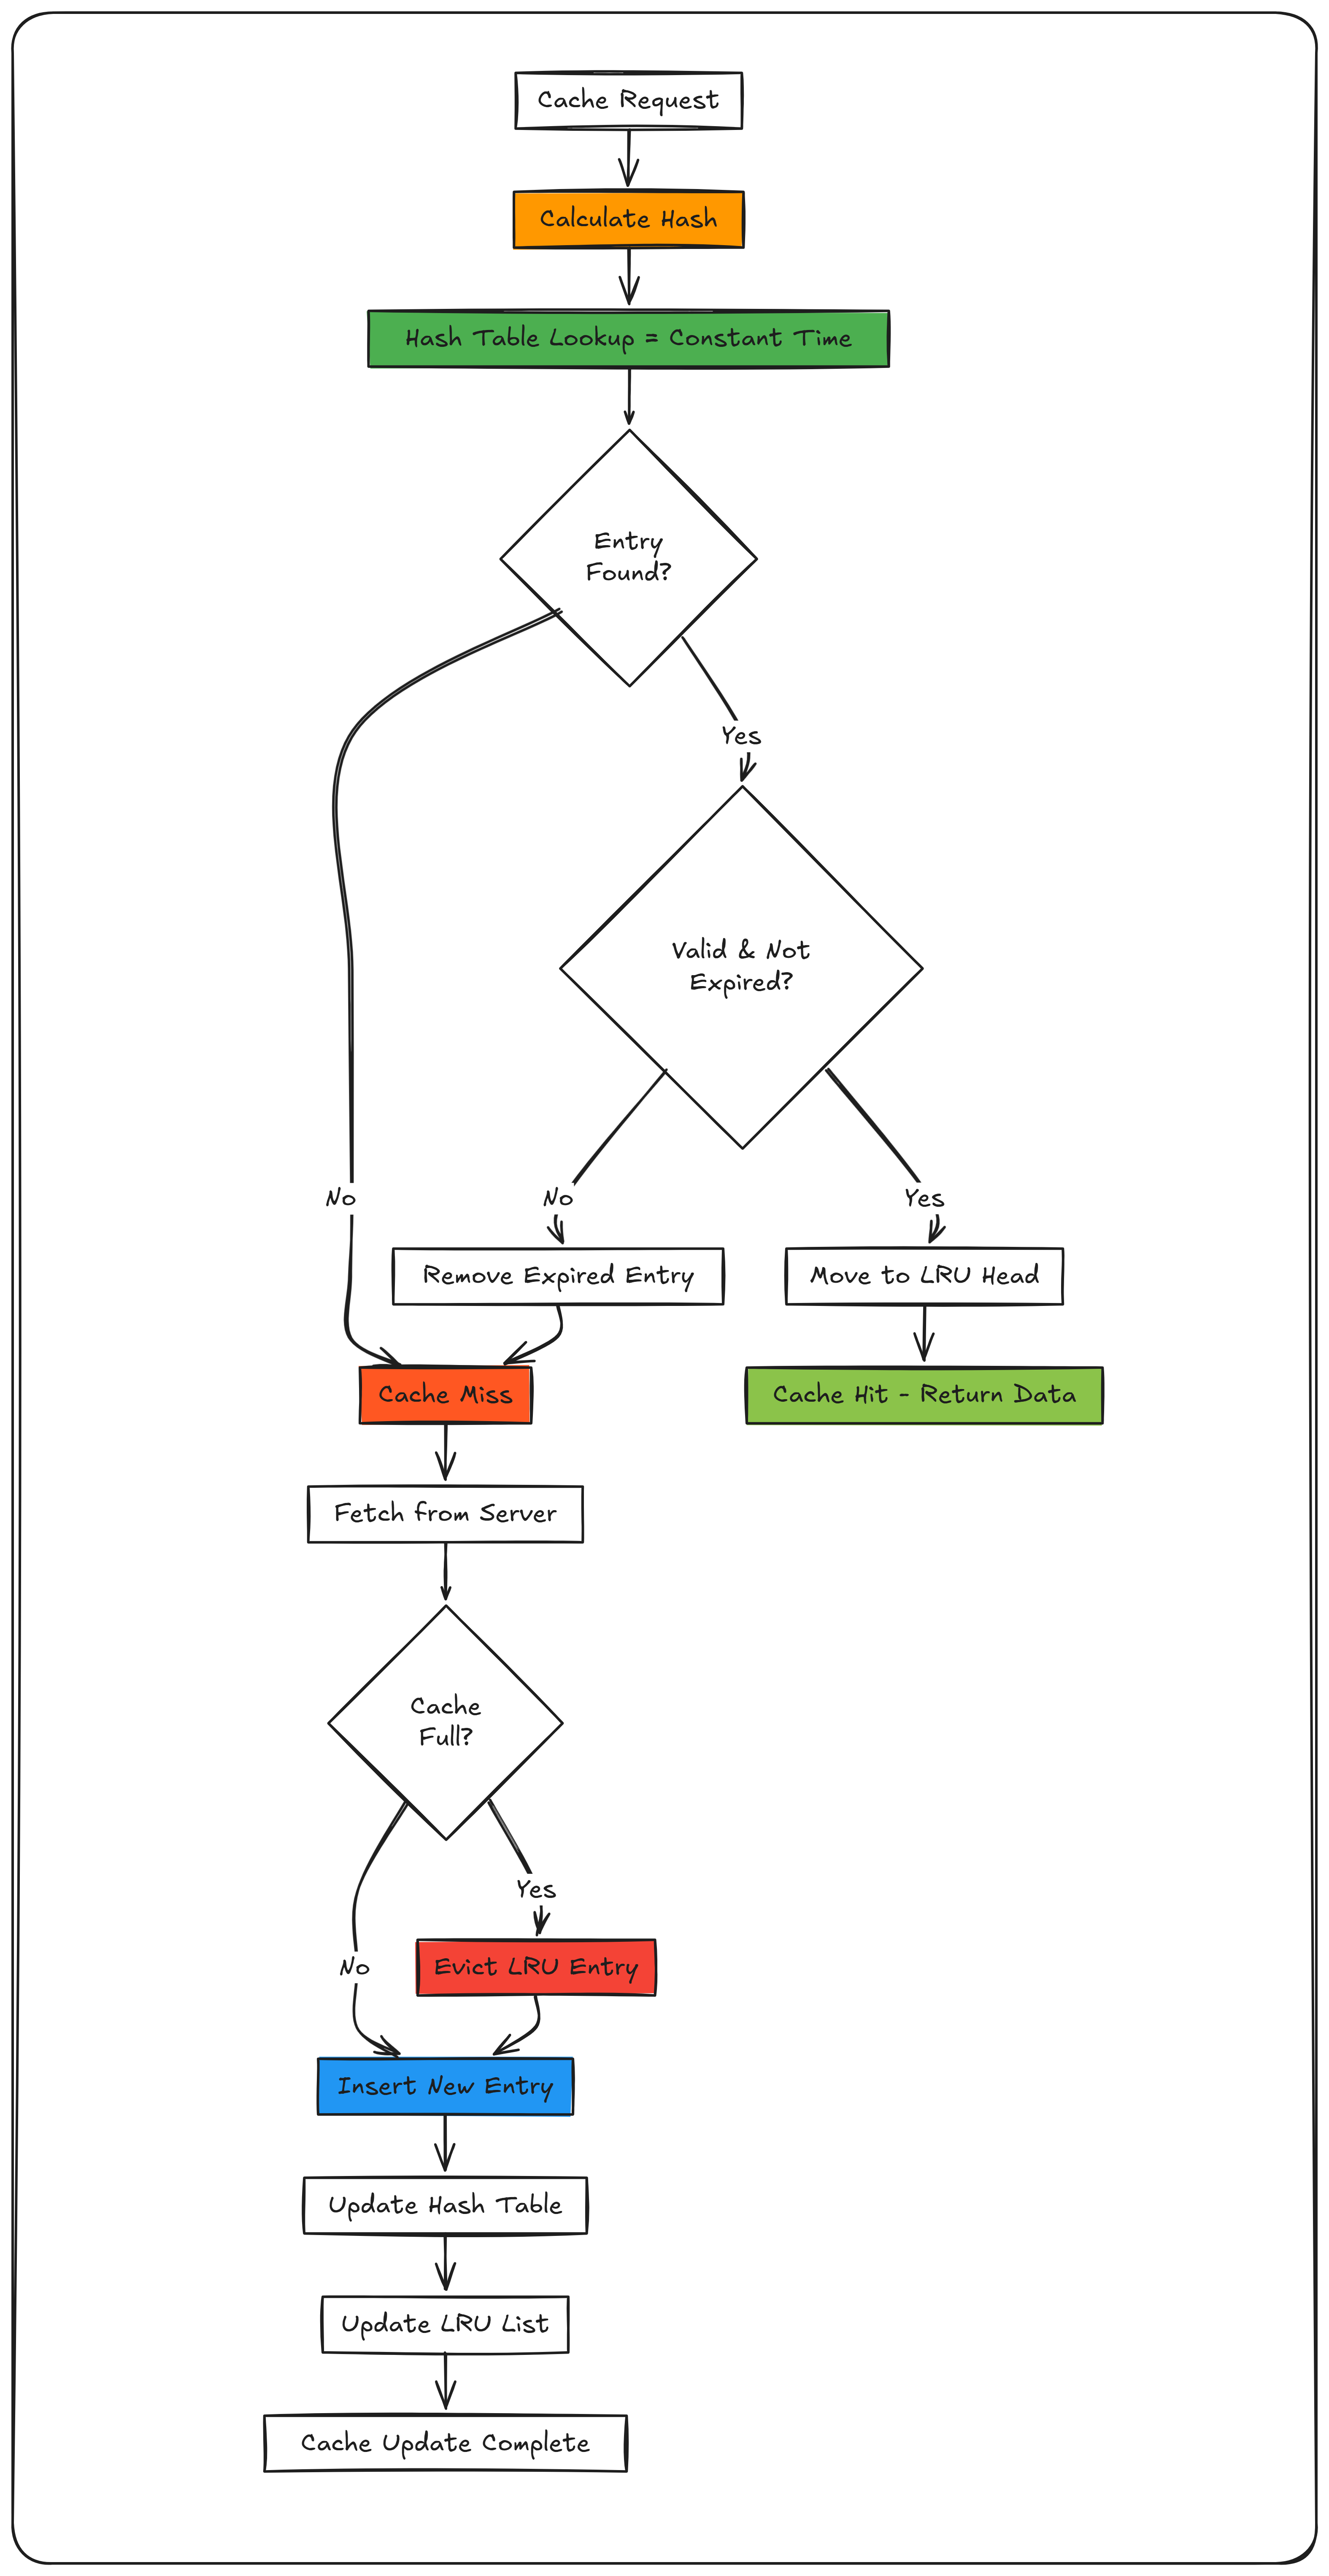 Cache Request
Calculate Hash
Hash Table Lookup = Constant Time
Entry
Found?
Yes
Valid & Not
Expired?
No
No
Yes
Remove Expired Entry
Move to LRU Head
Cache Miss
Cache Hit - Return Data
Fetch from Server
Cache
Full?
Yes
No
Evict LRU Entry
Insert New Entry
Update Hash Table
Update LRU List
Cache Update Complete